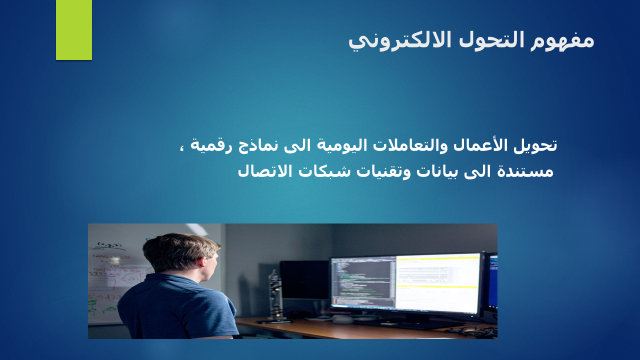 مفهوم التحول الالكتروني
تحويل الأعمال والتعاملات اليومية الى نماذج رقمية ،
مستندة الى بيانات وتقنيات شبكات الاتصال